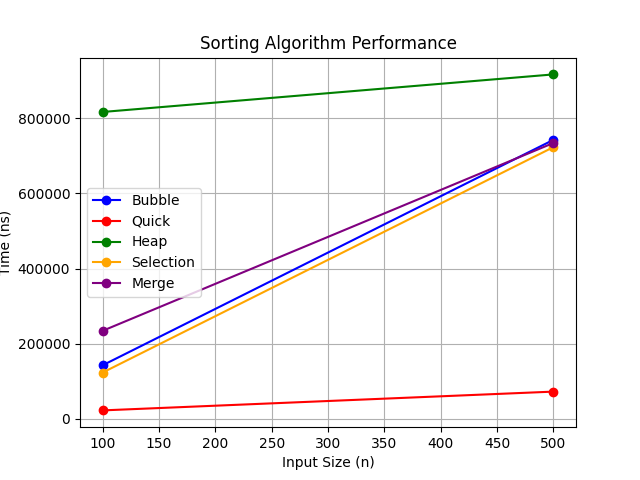 Sorting Algorithm Performance
Time (ns)
800000
600000
400000
200000
0
Bubble
Quick
Heap
Selection
Merge
100 150 200 250 300 350 400 450 500
Input Size (n)